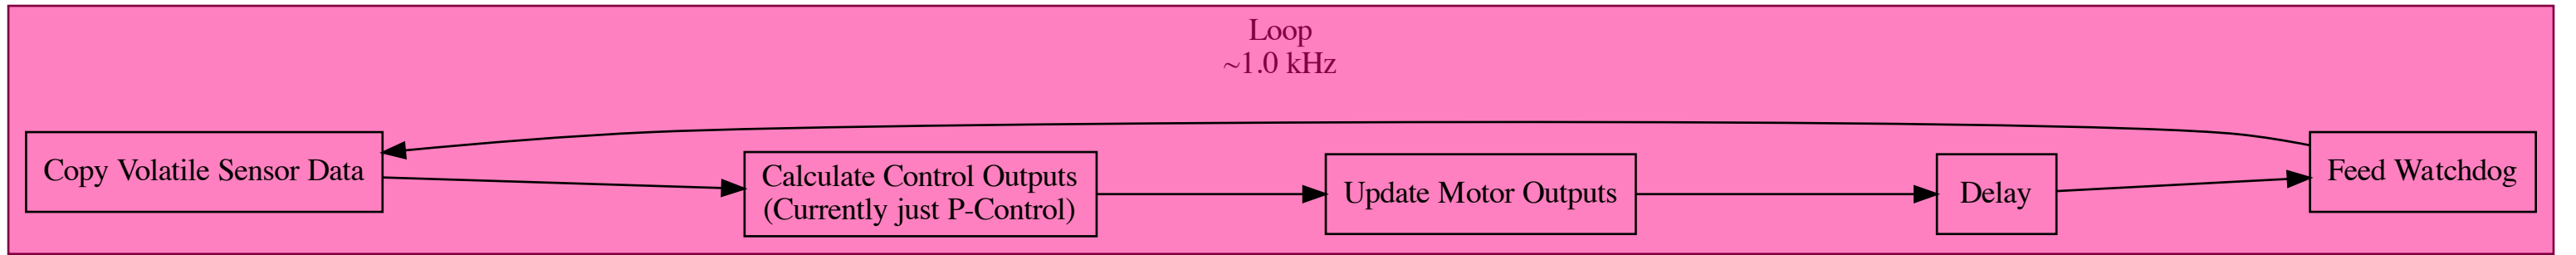 Loop
~1.0 kHz
Copy Volatile Sensor Data
Calculate Control Outputs
(Currently just P-Control)
Update Motor Outputs
Delay
Feed Watchdog